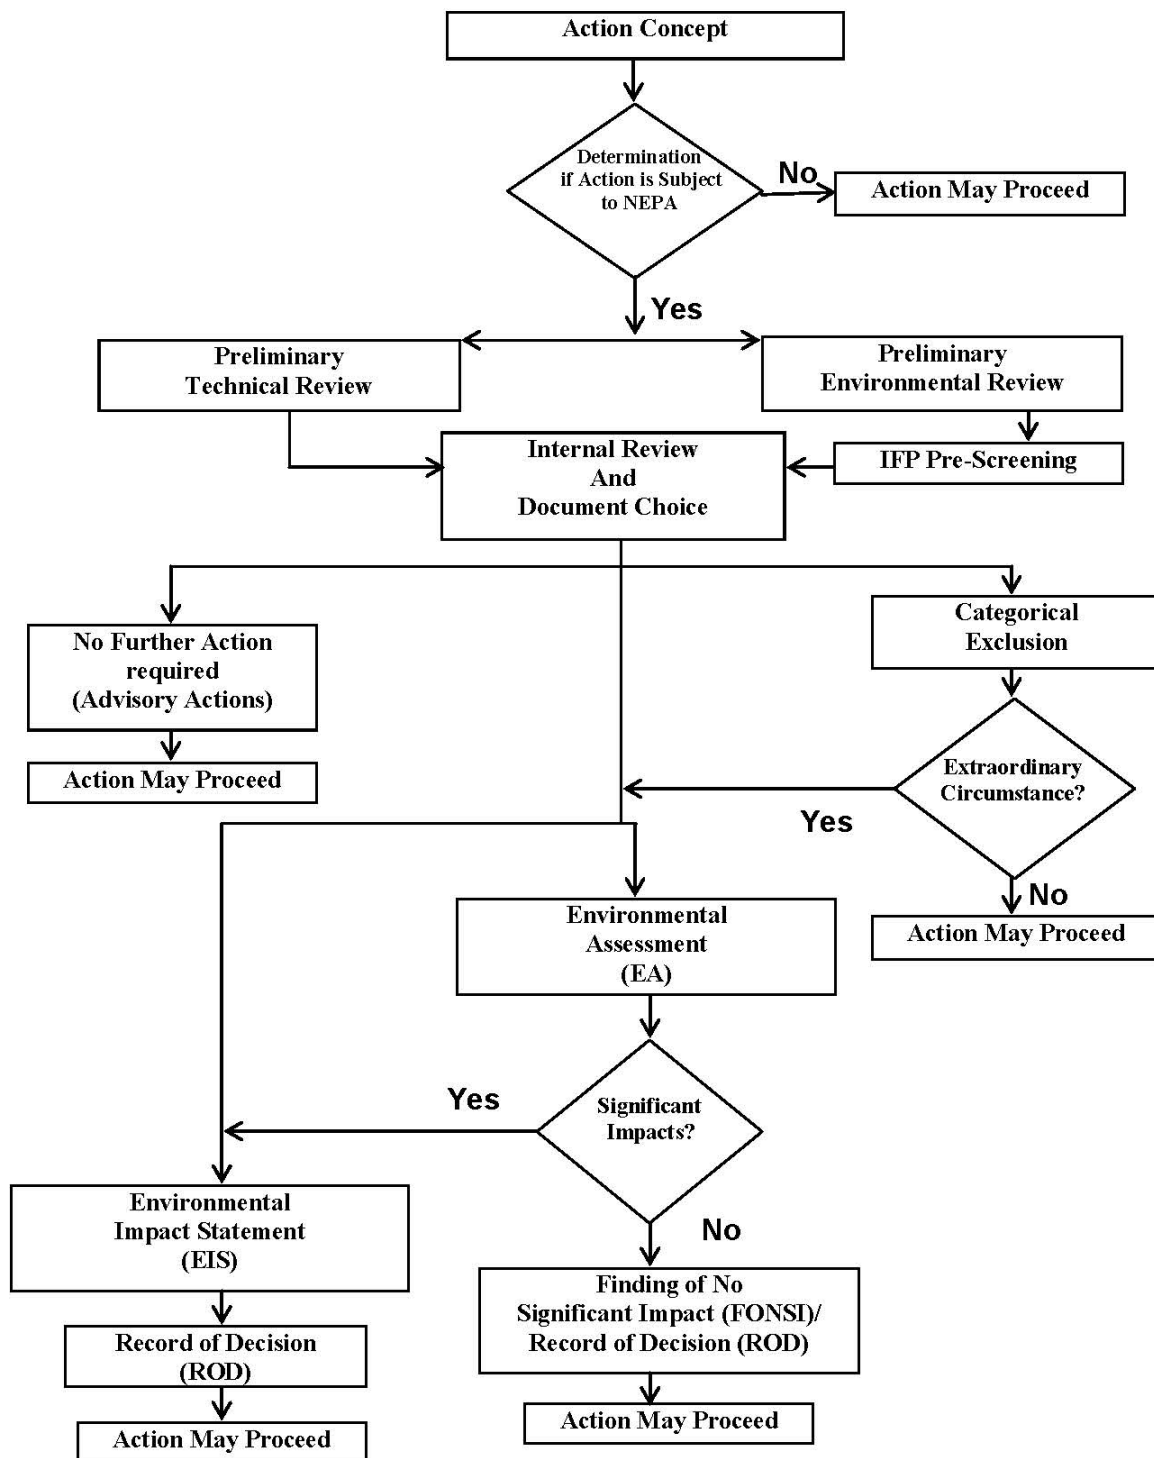 Action Concept
Determination
if Action is Subject
to NEPA
No
Action May Proceed
Yes
Preliminary
Technical Review
Preliminary
Environmental Review
Internal Review
And
Document Choice
IFP Pre-Screening
No Further Action
required
(Advisory Actions)
Action May Proceed
Categorical
Exclusion
Extraordinary
Circumstance?
Yes
No
Action May Proceed
Environmental
Assessment
(EA)
Significant
Impacts?
Yes
No
Environmental
Impact Statement
(EIS)
Record of Decision
(ROD)
Action May Proceed
Finding of No
Significant Impact (FONSI)/
Record of Decision (ROD)
Action May Proceed